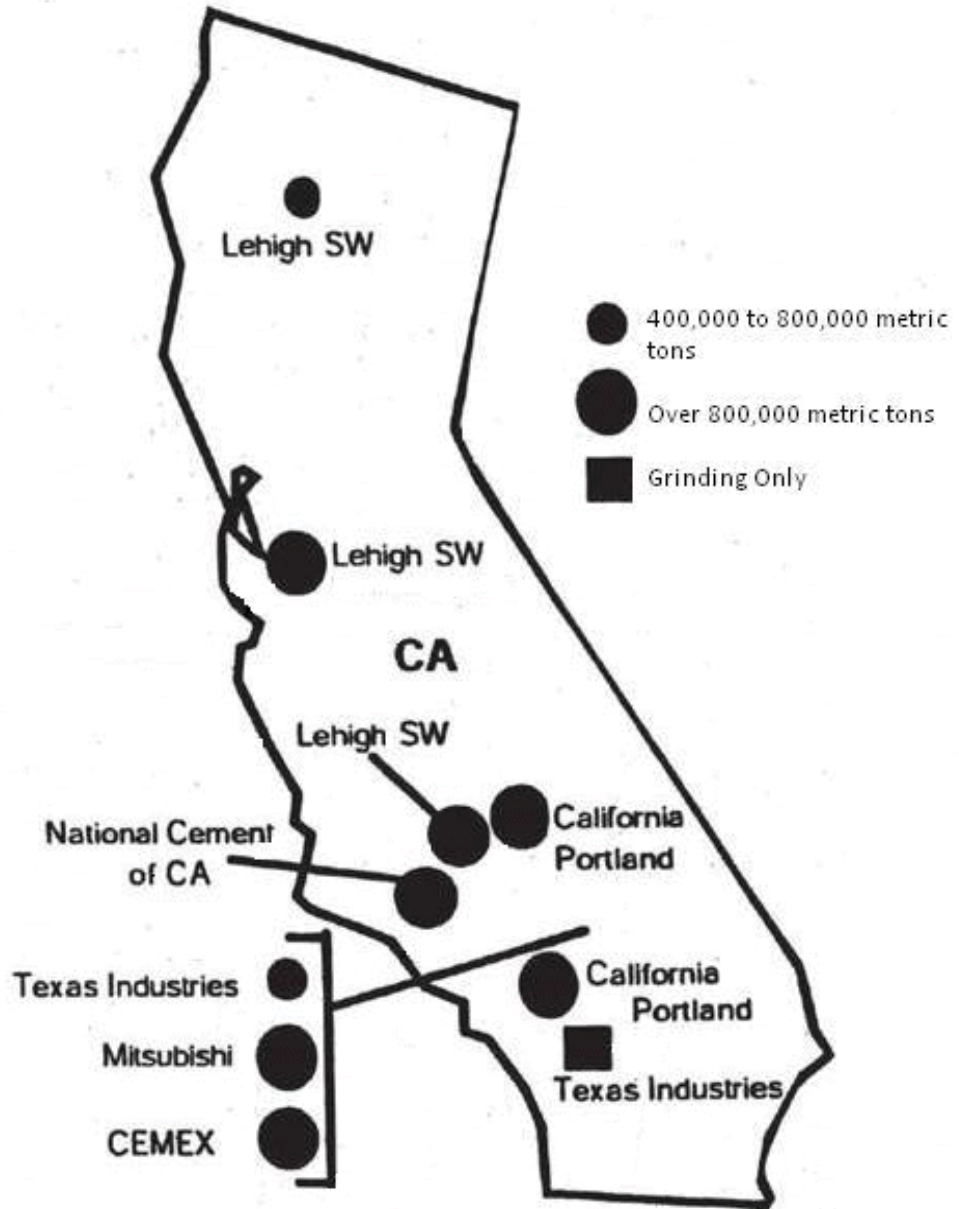 Lehigh SW
400,000 to 800,000 metric
tons
Over 800,000 metric tons
Grinding Only
Lehigh SW
CA
Lehigh SW
California
Portland
National Cement
of CA
Texas Industries
Mitsubishi
CEMEX
California
Portland
Texas Industries